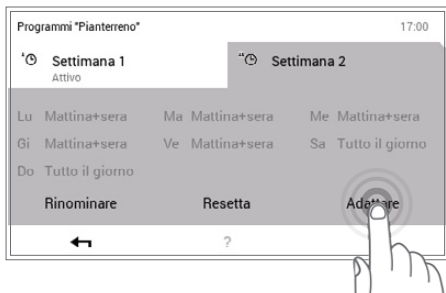 Programmi "Pianterreno" 17:00
Settimana 1 Settimana 2
Attivo
Lu Mattina+sera Ma Mattina+sera Me Mattina+sera
Gi Mattina+sera Ve Mattina+sera Sa Tutto il giorno
Do Tutto il giorno
Rinominare Resetta Adattare
?